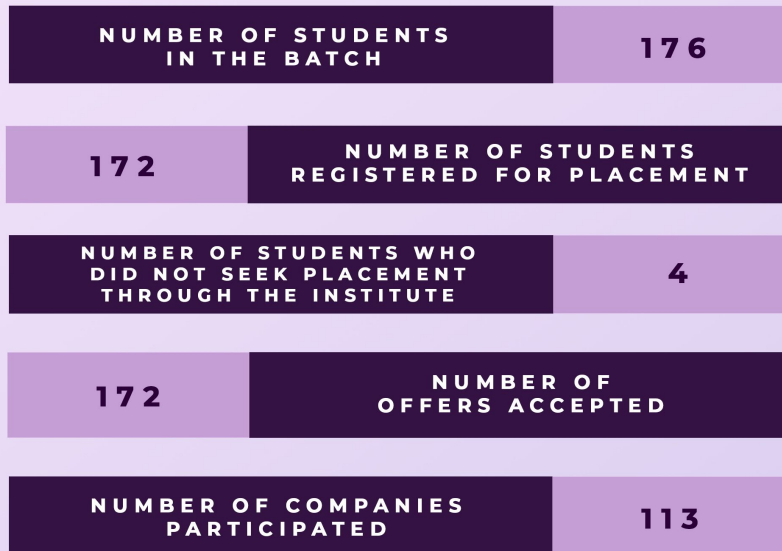 NUMBER OF STUDENTS
IN THE BATCH
176
172
NUMBER OF STUDENTS
REGISTERED FOR PLACEMENT
NUMBER OF STUDENTS WHO
DID NOT SEEK PLACEMENT
THROUGH THE INSTITUTE
4
172
NUMBER OF
OFFERS ACCEPTED
NUMBER OF COMPANIES
PARTICIPATED
113